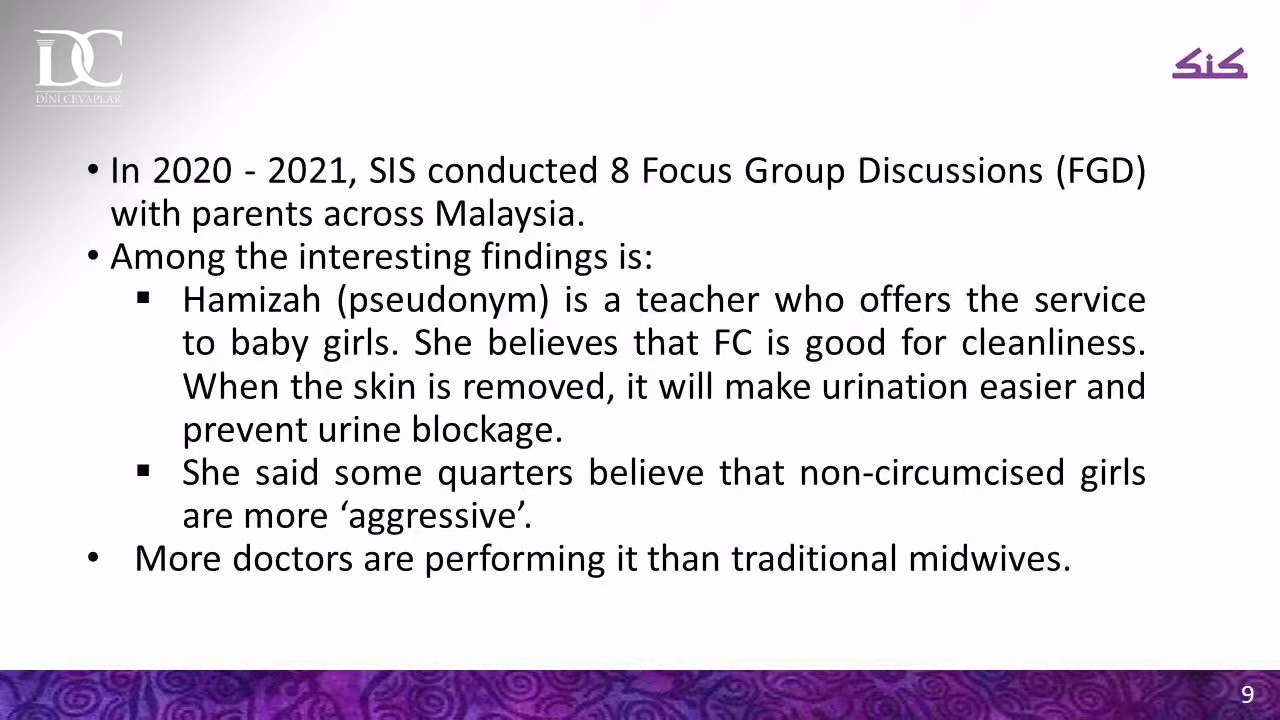 DC
DİNİ CEVAPLAR
SIS
• In 2020 - 2021, SIS conducted 8 Focus Group Discussions (FGD)
with parents across Malaysia.
• Among the interesting findings is:
▪ Hamizah (pseudonym) is a teacher who offers the service
to baby girls. She believes that FC is good for cleanliness.
When the skin is removed, it will make urination easier and
prevent urine blockage.
▪ She said some quarters believe that non-circumcised girls
are more ‘aggressive’.
• More doctors are performing it than traditional midwives.
9